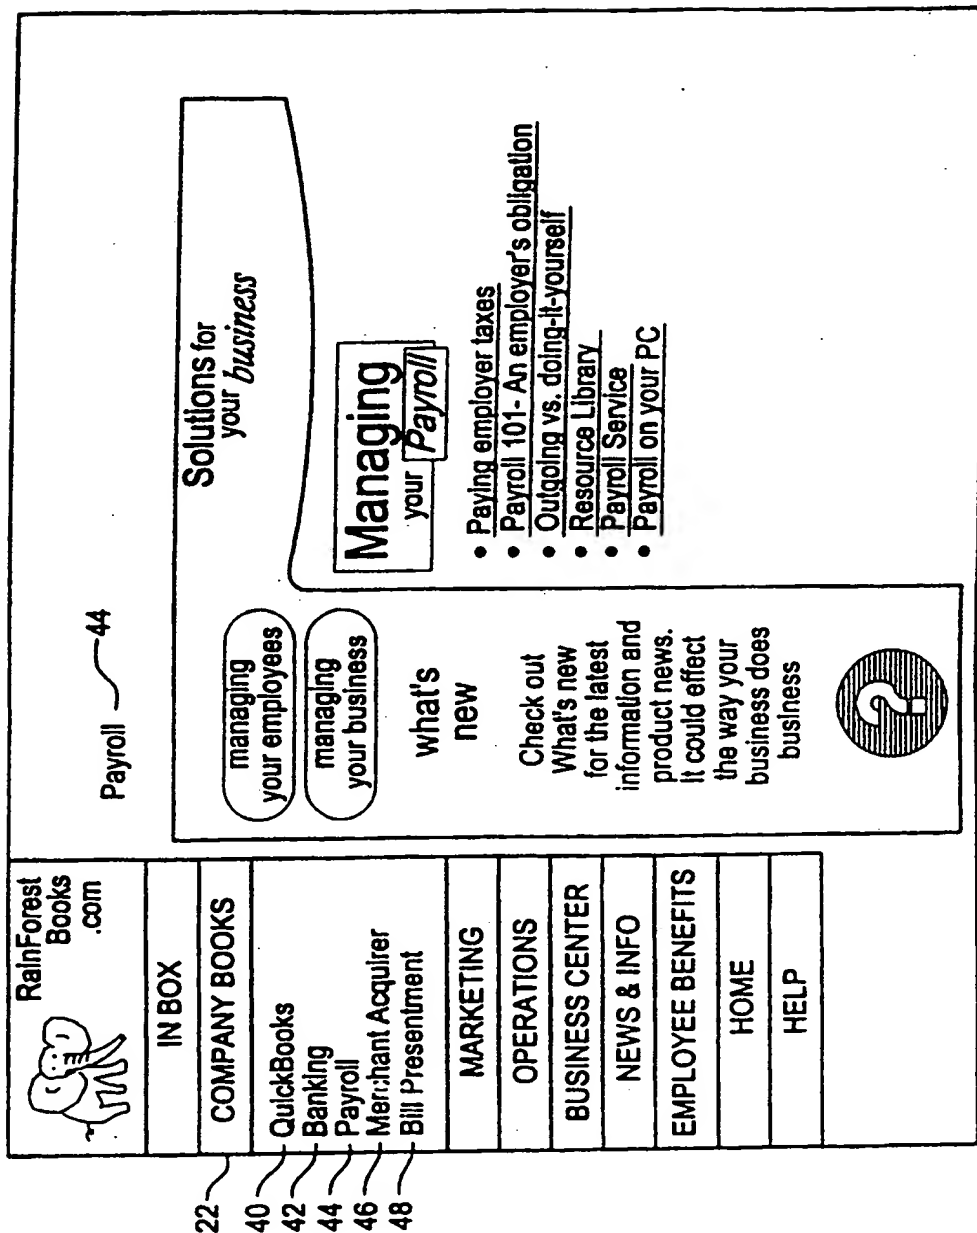 RainForest
Books
.com
IN BOX
COMPANY BOOKS
QuickBooks
Banking
Payroll
Merchant Acquirer
Bill Presentment
MARKETING
OPERATIONS
BUSINESS CENTER
NEWS & INFO
EMPLOYEE BENEFITS
HOME
HELP
22
40
42
44
46
48
Payroll
44
managing
your employees
managing
your business
what's
new
Check out
What's new
for the latest
information and
product news.
It could effect
the way your
business does
business
?
Solutions for
your business
Managing
your Payroll
• Paying employer taxes
• Payroll 101- An employer's obligation
• Outgoing vs. doing-it-yourself
• Resource Library
• Payroll Service
• Payroll on your PC